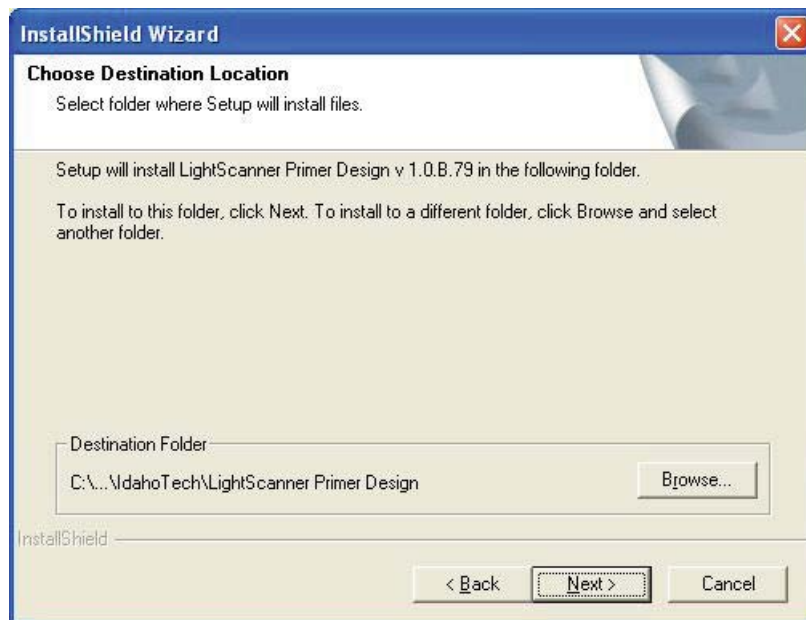 InstallShield Wizard
Choose Destination Location
Select folder where Setup will install files.
Setup will install LightScanner Primer Design v 1.0.B.79 in the following folder.
To install to this folder, click Next. To install to a different folder, click Browse and select
another folder.
Destination Folder
C:\...\IdahoTech\LightScanner Primer Design
Browse...
InstallShield
< Back
Next >
Cancel